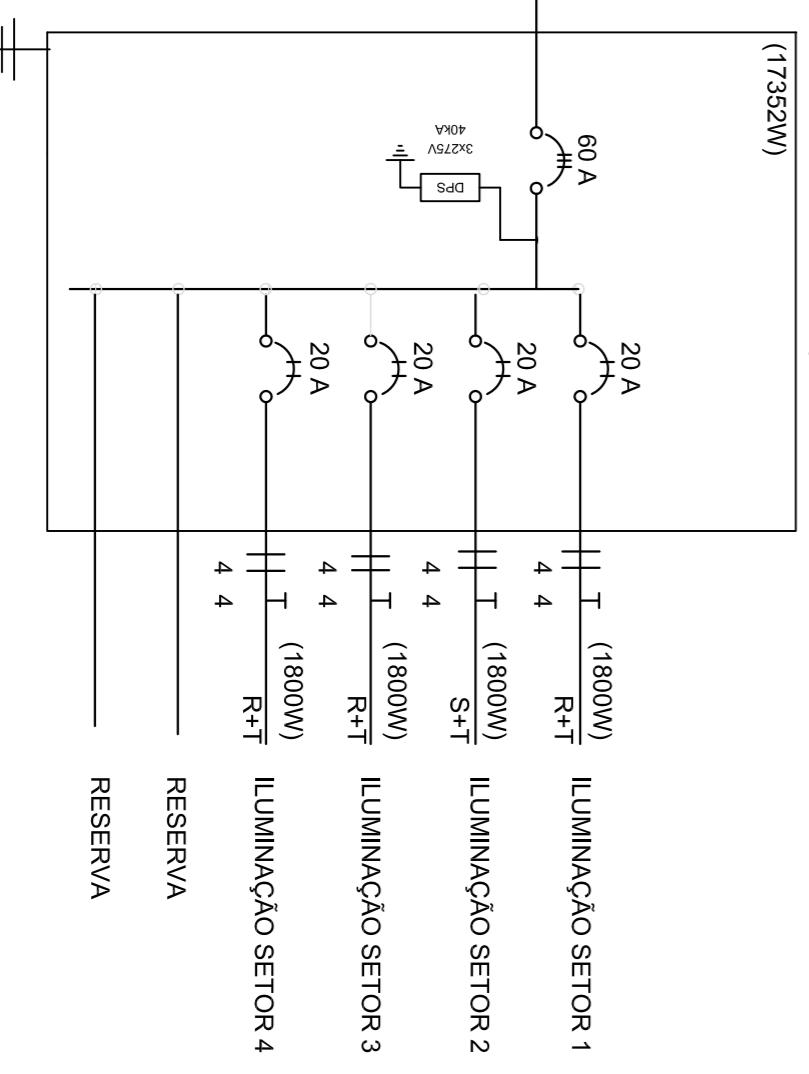 (17352W)
60 A
DPS
3x275V
40kA
20 A
4
4
(1800W)
R+T
ILUMINAÇÃO SETOR 1
20 A
4
4
(1800W)
S+T
ILUMINAÇÃO SETOR 2
20 A
4
4
(1800W)
R+T
ILUMINAÇÃO SETOR 3
20 A
4
4
(1800W)
R+T
ILUMINAÇÃO SETOR 4
RESERVA
RESERVA